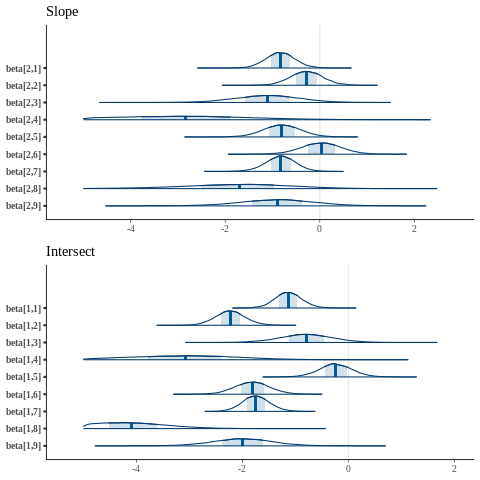 Slope
beta[2,1]
beta[2,2]
beta[2,3]
beta[2,4]
beta[2,5]
beta[2,6]
beta[2,7]
beta[2,8]
beta[2,9]
-4 -2 0 2
Intersect
beta[1,1]
beta[1,2]
beta[1,3]
beta[1,4]
beta[1,5]
beta[1,6]
beta[1,7]
beta[1,8]
beta[1,9]
-4 -2 0 2